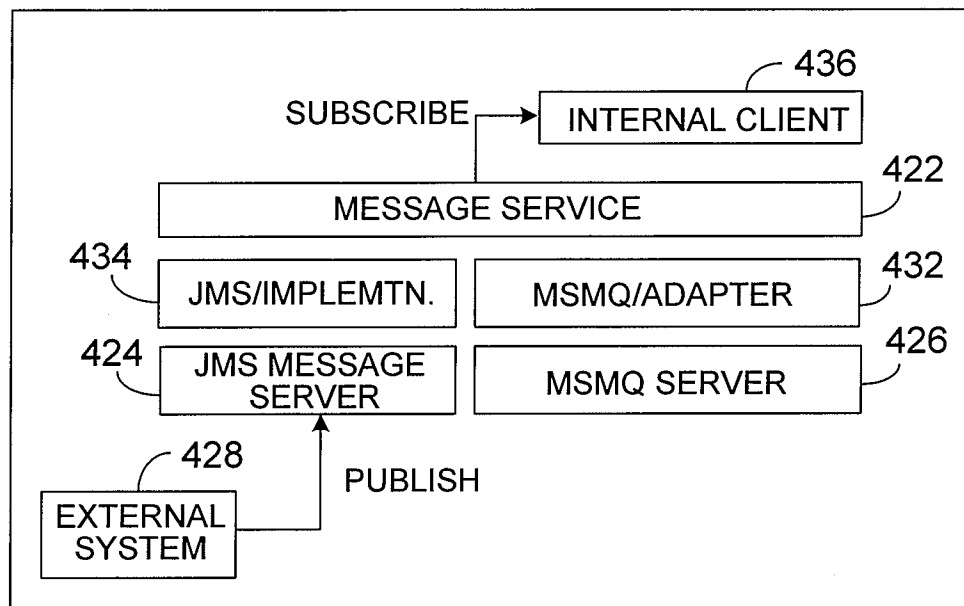 436
SUBSCRIBE
INTERNAL CLIENT
422
MESSAGE SERVICE
434
JMS/IMPLEMTN.
MSMQ/ADAPTER
432
424
JMS MESSAGE
SERVER
MSMQ SERVER
426
428
PUBLISH
EXTERNAL
SYSTEM